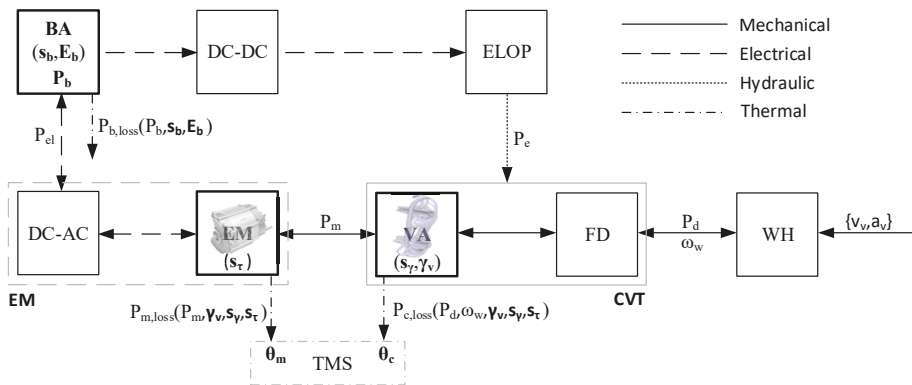 BA
(s_b,E_b)
P_b
DC-DC
ELOP
Mechanical
Electrical
Hydraulic
Thermal
P_el
P_b,loss(P_b,s_b,E_b)
P_e
DC-AC
EM
(s_τ)
P_m
VA
(s_γ,γ_v)
FD
P_d
ω_w
WH
{v_v,a_v}
EM
CVT
P_m,loss(P_m,γ_v,s_γ,s_τ)
P_c,loss(P_d,ω_w,γ_v,s_γ,s_τ)
θ_m
TMS
θ_c